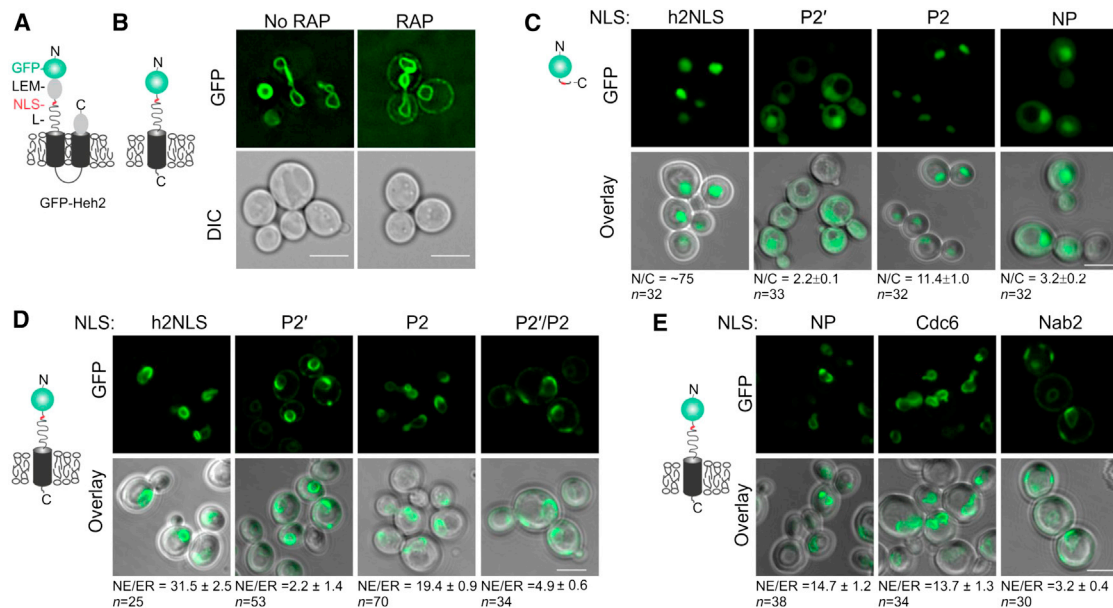 A
N
GFP-
LEM-
NLS-
L-
C
GFP-Heh2
B
N
C
No RAP RAP
GFP
DIC
C
NLS: h2NLS P2′ P2 NP
N
-C
GFP
Overlay
N/C = ~75 N/C = 2.2±0.1 N/C = 11.4±1.0 N/C = 3.2±0.2
n=32 n=33 n=32 n=32
D
NLS: h2NLS P2′ P2 P2′/P2
N
C
GFP
Overlay
NE/ER = 31.5 ± 2.5 NE/ER =2.2 ± 1.4 NE/ER = 19.4 ± 0.9 NE/ER =4.9 ± 0.6
n=25 n=53 n=70 n=34
E
NLS: NP Cdc6 Nab2
N
C
GFP
Overlay
NE/ER =14.7 ± 1.2 NE/ER =13.7 ± 1.3 NE/ER =3.2 ± 0.4
n=38 n=34 n=30